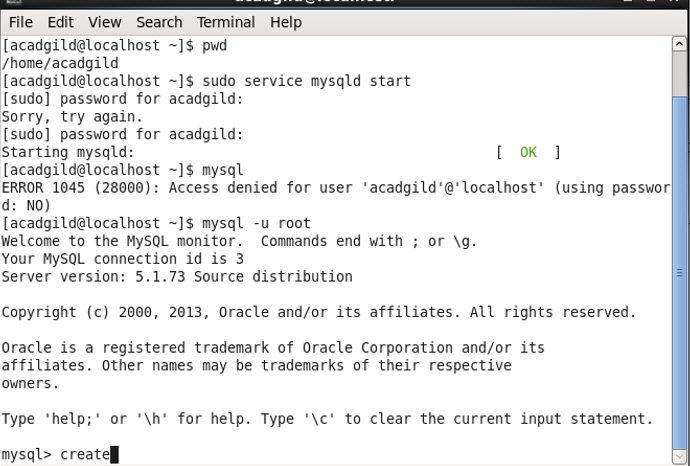 File Edit View Search Terminal Help
[acadgild@localhost ~]$ pwd
/home/acadgild
[acadgild@localhost ~]$ sudo service mysqld start
[sudo] password for acadgild:
Sorry, try again.
[sudo] password for acadgild:
Starting mysqld: [ OK ]
[acadgild@localhost ~]$ mysql
ERROR 1045 (28000): Access denied for user 'acadgild'@'localhost' (using passwor
d: NO)
[acadgild@localhost ~]$ mysql -u root
Welcome to the MySQL monitor. Commands end with ; or \g.
Your MySQL connection id is 3
Server version: 5.1.73 Source distribution
Copyright (c) 2000, 2013, Oracle and/or its affiliates. All rights reserved.
Oracle is a registered trademark of Oracle Corporation and/or its
affiliates. Other names may be trademarks of their respective
owners.
Type 'help;' or '\h' for help. Type '\c' to clear the current input statement.
mysql> create